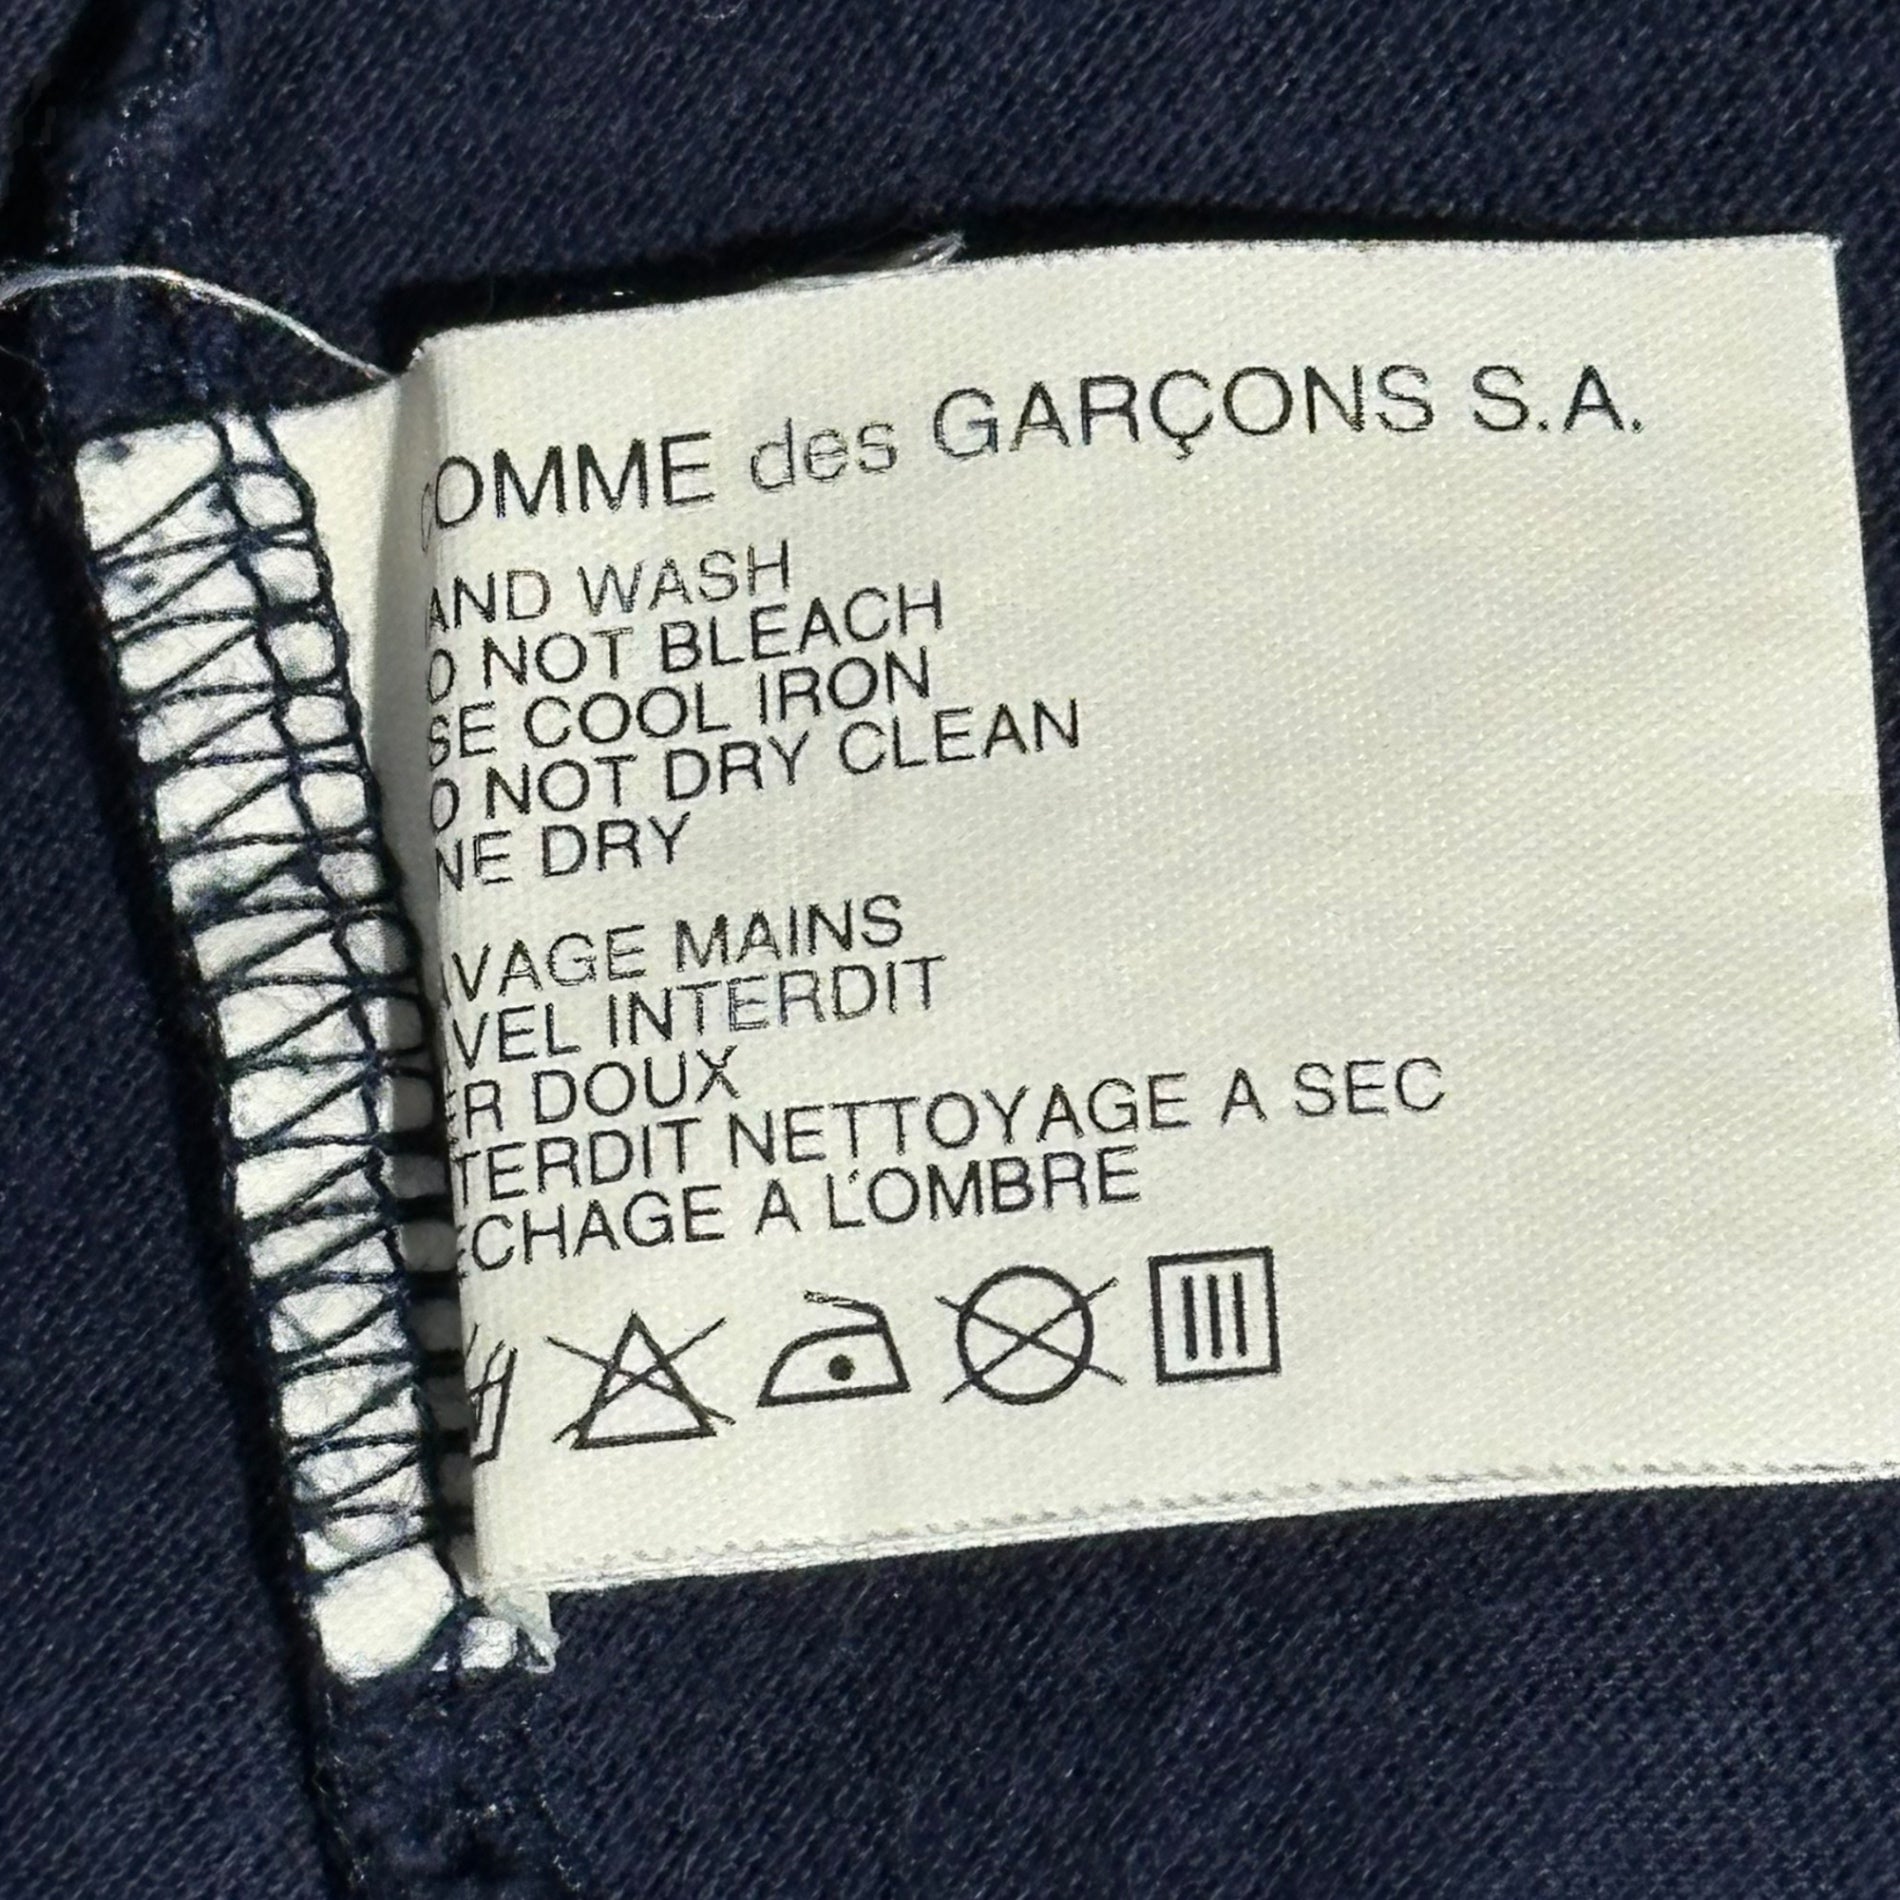 COMME des GARÇONS S.A.
AND WASH
O NOT BLEACH
SE COOL IRON
O NOT DRY CLEAN
NE DRY
AVAGE MAINS
VEL INTERDIT
ER DOUX
TERDIT NETTOYAGE A SEC
ECHAGE A L'OMBRE